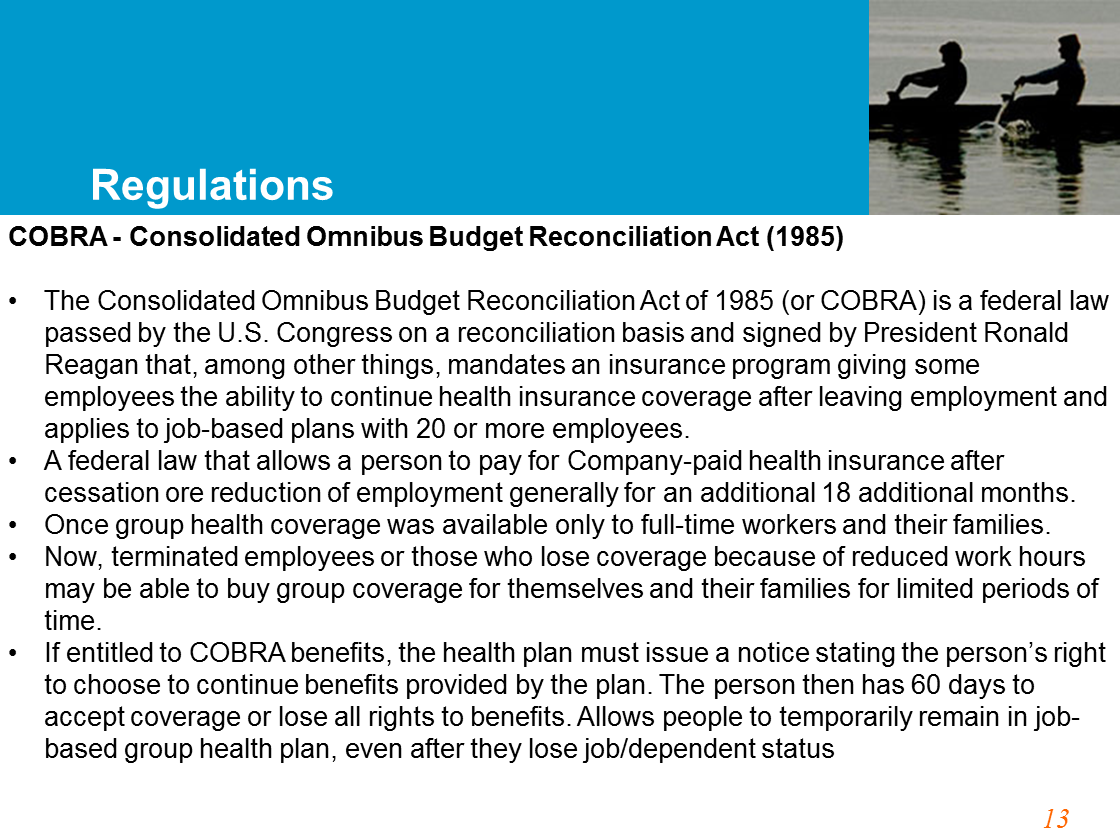 Regulations
COBRA - Consolidated Omnibus Budget Reconciliation Act (1985)
• The Consolidated Omnibus Budget Reconciliation Act of 1985 (or COBRA) is a federal law
passed by the U.S. Congress on a reconciliation basis and signed by President Ronald
Reagan that, among other things, mandates an insurance program giving some
employees the ability to continue health insurance coverage after leaving employment and
applies to job-based plans with 20 or more employees.
• A federal law that allows a person to pay for Company-paid health insurance after
cessation ore reduction of employment generally for an additional 18 additional months.
• Once group health coverage was available only to full-time workers and their families.
• Now, terminated employees or those who lose coverage because of reduced work hours
may be able to buy group coverage for themselves and their families for limited periods of
time.
• If entitled to COBRA benefits, the health plan must issue a notice stating the person’s right
to choose to continue benefits provided by the plan. The person then has 60 days to
accept coverage or lose all rights to benefits. Allows people to temporarily remain in job-
based group health plan, even after they lose job/dependent status
13